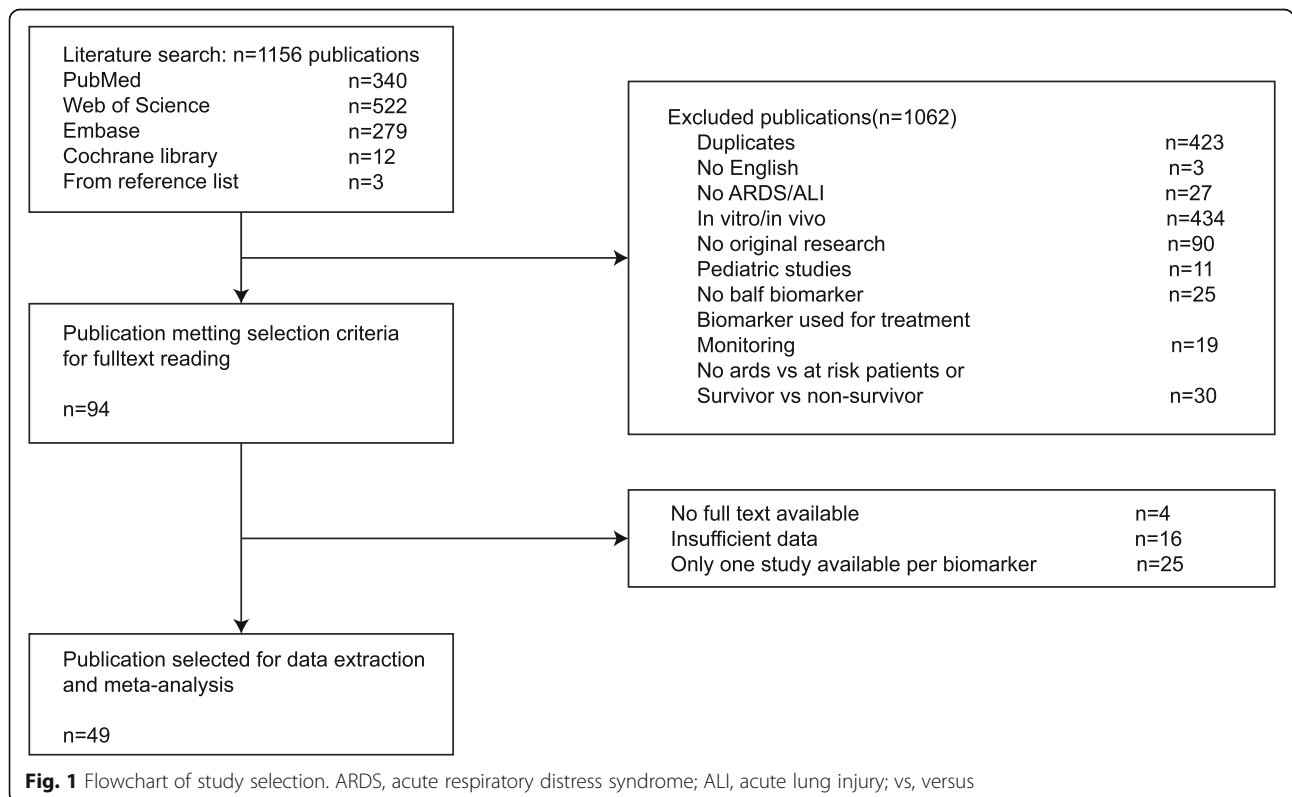 Literature search: n=1156 publications
PubMed n=340
Web of Science n=522
Embase n=279
Cochrane library n=12
From reference list n=3
Excluded publications(n=1062)
Duplicates n=423
No English n=3
No ARDS/ALI n=27
In vitro/in vivo n=434
No original research n=90
Pediatric studies n=11
No balf biomarker n=25
Biomarker used for treatment
Monitoring n=19
No ards vs at risk patients or
Survivor vs non-survivor n=30
Publication metting selection criteria
for fulltext reading
n=94
No full text available n=4
Insufficient data n=16
Only one study available per biomarker n=25
Publication selected for data extraction
and meta-analysis
n=49
Fig. 1 Flowchart of study selection. ARDS, acute respiratory distress syndrome; ALI, acute lung injury; vs, versus